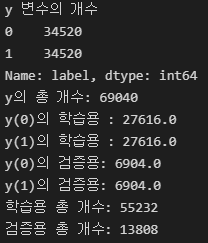 y 변수의 개수
0    34520
1    34520
Name: label, dtype: int64
y의 총 개수: 69040
y(0)의 학습용 : 27616.0
y(1)의 학습용 : 27616.0
y(0)의 검증용: 6904.0
y(1)의 검증용: 6904.0
학습용 총 개수: 55232
검증용 총 개수: 13808